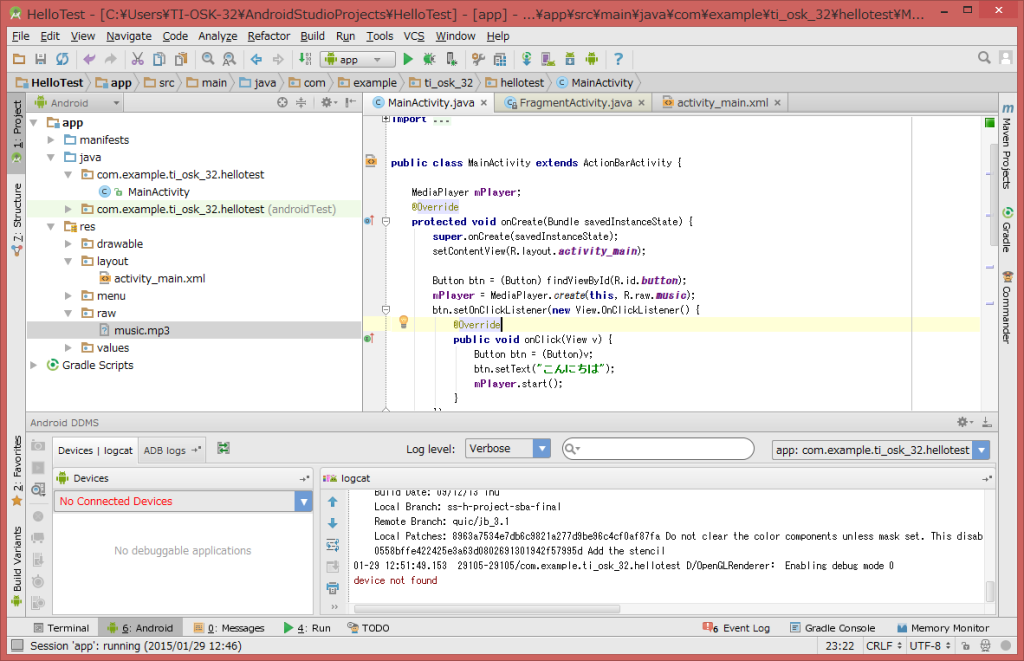 HelloTest - [C:¥Users¥TI-OSK-32¥AndroidStudioProjects¥HelloTest] - [app] - ...¥app¥src¥main¥java¥com¥example¥ti_osk_32¥hellotest¥M...
File Edit View Navigate Code Analyze Refactor Build Run Tools VCS Window Help
app
HelloTest app src main java com example ti_osk_32 hellotest MainActivity
1: Project
7: Structure
2: Favorites
Build Variants
Android
app
manifests
java
com.example.ti_osk_32.hellotest
MainActivity
com.example.ti_osk_32.hellotest (androidTest)
res
drawable
layout
activity_main.xml
menu
raw
music.mp3
values
Gradle Scripts
MainActivity.java FragmentActivity.java activity_main.xml
import ...
public class MainActivity extends ActionBarActivity {
MediaPlayer mPlayer;
@Override
protected void onCreate(Bundle savedInstanceState) {
super.onCreate(savedInstanceState);
setContentView(R.layout.activity_main);
Button btn = (Button) findViewById(R.id.button);
mPlayer = MediaPlayer.create(this, R.raw.music);
btn.setOnClickListener(new View.OnClickListener() {
@Override
public void onClick(View v) {
Button btn = (Button)v;
btn.setText("こんにちは");
mPlayer.start();
}
})
Maven Projects
Gradle
Commander
Android DDMS
Devices | logcat ADB logs Log level: Verbose app: com.example.ti_osk_32.hellotest
Devices
No Connected Devices
No debuggable applications
logcat
Build Date: 09/12/13 Thu
Local Branch: ss-h-project-sba-final
Remote Branch: quic/jb_3.1
Local Patches: 8963a7534e7db6c9821a277d9be96c4cf0af87fa Do not clear the color components unless mask set. This disab
0558bffe422425e3a63d0802691301942f57995d Add the stencil
01-29 12:51:49.153 29105-29105/com.example.ti_osk_32.hellotest D/OpenGLRenderer: Enabling debug mode 0
device not found
Terminal 6: Android 0: Messages 4: Run TODO 6 Event Log Gradle Console Memory Monitor
Session 'app': running (2015/01/29 12:46) 23:22 CRLF UTF-8